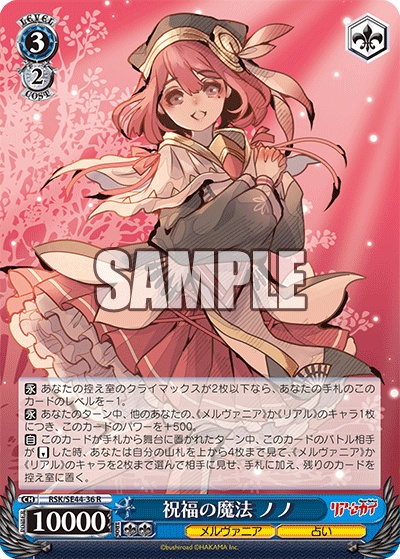 LEVEL
3
2
COST
SAMPLE
永 あなたの控え室のクライマックスが2枚以下なら、あなたの手札のこの
カードのレベルを-1。
永 あなたのターン中、他のあなたの、《メルヴァニア》か《リアル》のキャラ1枚
につき、このカードのパワーを+500。
自 このカードが手札から舞台に置かれたターン中、このカードのバトル相手
が した時、あなたは自分の山札を上から4枚まで見て、《メルヴァニア》か
《リアル》のキャラを2枚まで選んで相手に見せ、手札に加え、残りのカード
を控え室に置く。
CH RSK/SE44-36 R
POWER
10000
祝福の魔法 ノノ
リアセカイ
メルヴァニア
占い
©bushiroad ©HAKAMA Inc.